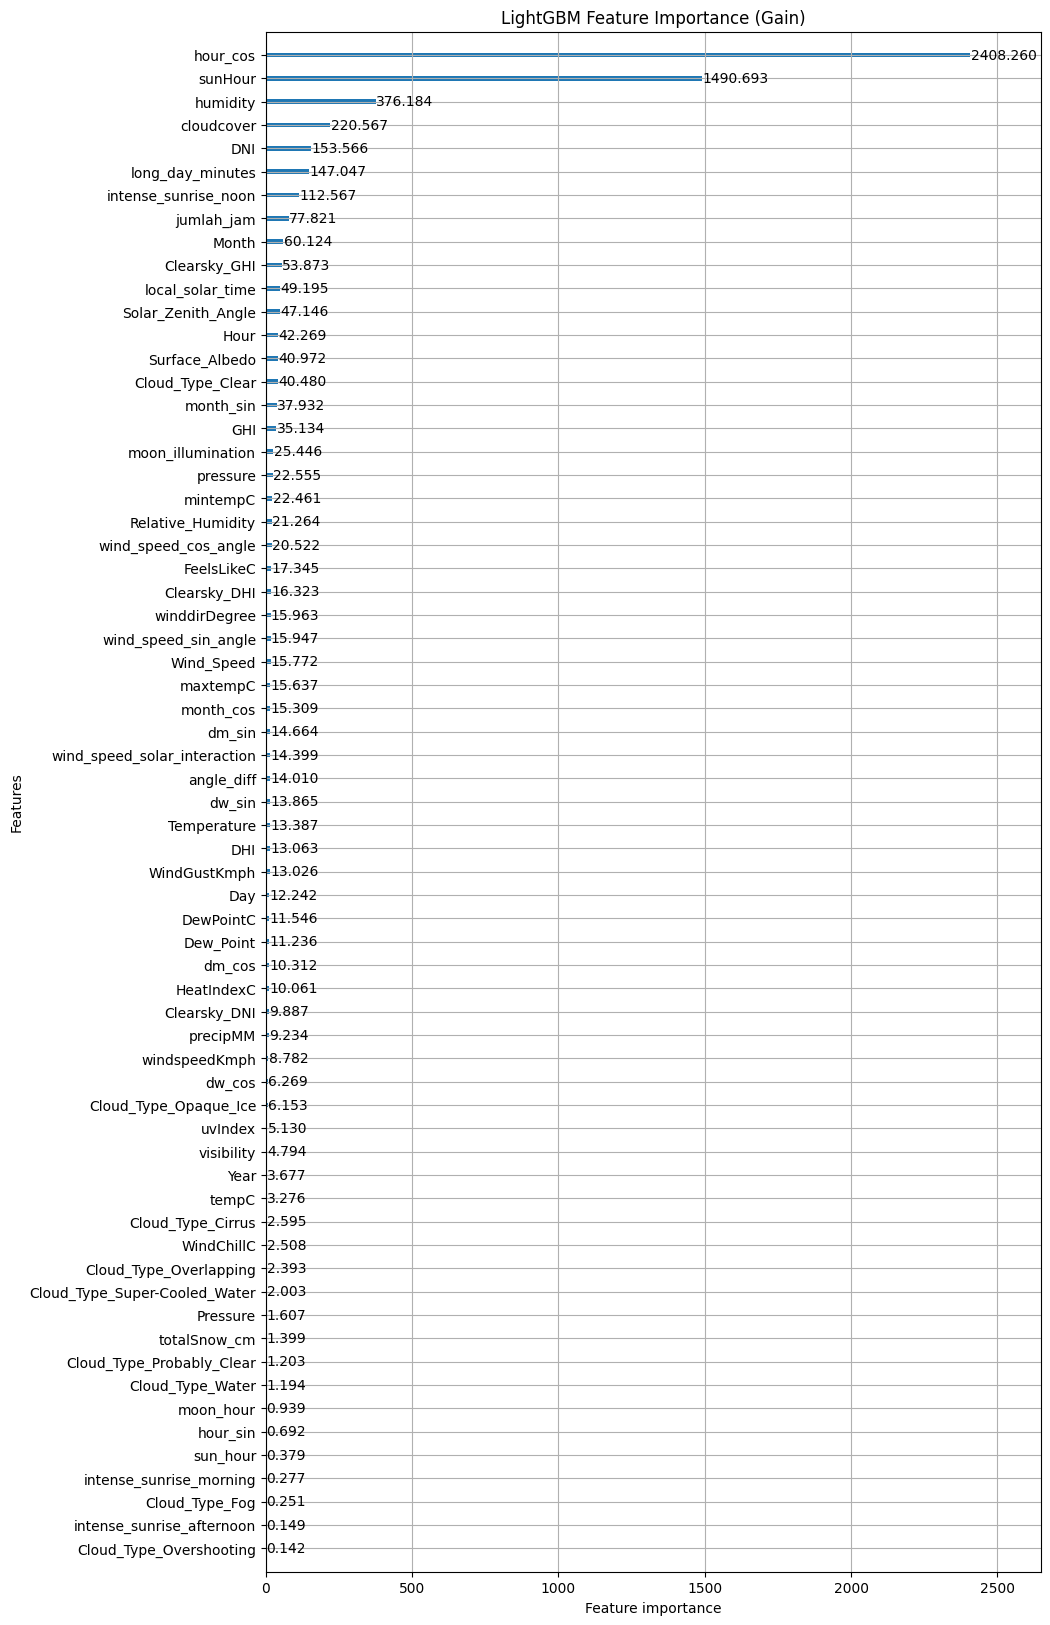 LightGBM Feature Importance (Gain)
hour_cos 2408.260
sunHour 1490.693
humidity 376.184
cloudcover 220.567
DNI 153.566
long_day_minutes 147.047
intense_sunrise_noon 112.567
jumlah_jam 77.821
Month 60.124
Clearsky_GHI 53.873
local_solar_time 49.195
Solar_Zenith_Angle 47.146
Hour 42.269
Surface_Albedo 40.972
Cloud_Type_Clear 40.480
month_sin 37.932
GHI 35.134
moon_illumination 25.446
pressure 22.555
mintempC 22.461
Relative_Humidity 21.264
wind_speed_cos_angle 20.522
FeelsLikeC 17.345
Clearsky_DHI 16.323
winddirDegree 15.963
wind_speed_sin_angle 15.947
Wind_Speed 15.772
maxtempC 15.637
month_cos 15.309
dm_sin 14.664
wind_speed_solar_interaction 14.399
angle_diff 14.010
dw_sin 13.865
Temperature 13.387
DHI 13.063
WindGustKmph 13.026
Day 12.242
DewPointC 11.546
Dew_Point 11.236
dm_cos 10.312
HeatIndexC 10.061
Clearsky_DNI 9.887
precipMM 9.234
windspeedKmph 8.782
dw_cos 6.269
Cloud_Type_Opaque_Ice 6.153
uvIndex 5.130
visibility 4.794
Year 3.677
tempC 3.276
Cloud_Type_Cirrus 2.595
WindChillC 2.508
Cloud_Type_Overlapping 2.393
Cloud_Type_Super-Cooled_Water 2.003
Pressure 1.607
totalSnow_cm 1.399
Cloud_Type_Probably_Clear 1.203
Cloud_Type_Water 1.194
moon_hour 0.939
hour_sin 0.692
sun_hour 0.379
intense_sunrise_morning 0.277
Cloud_Type_Fog 0.251
intense_sunrise_afternoon 0.149
Cloud_Type_Overshooting 0.142
Features
0 500 1000 1500 2000 2500
Feature importance